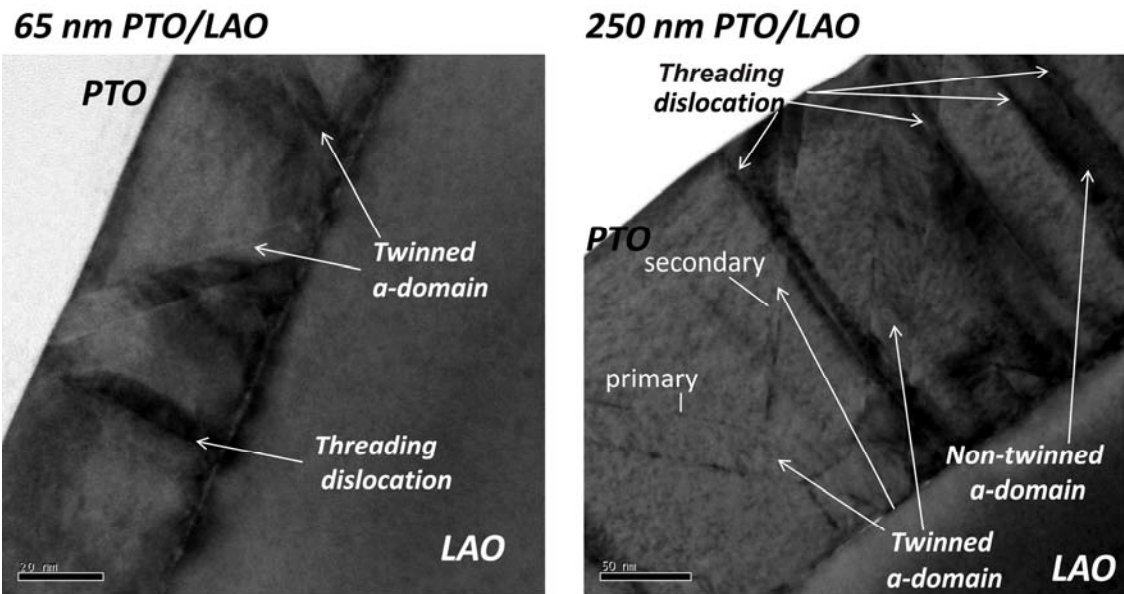 65 nm PTO/LAO
PTO
Twinned
a-domain
Threading
dislocation
LAO
20 nm
250 nm PTO/LAO
Threading
dislocation
PTO
secondary
primary
Non-twinned
a-domain
Twinned
a-domain
LAO
50 nm